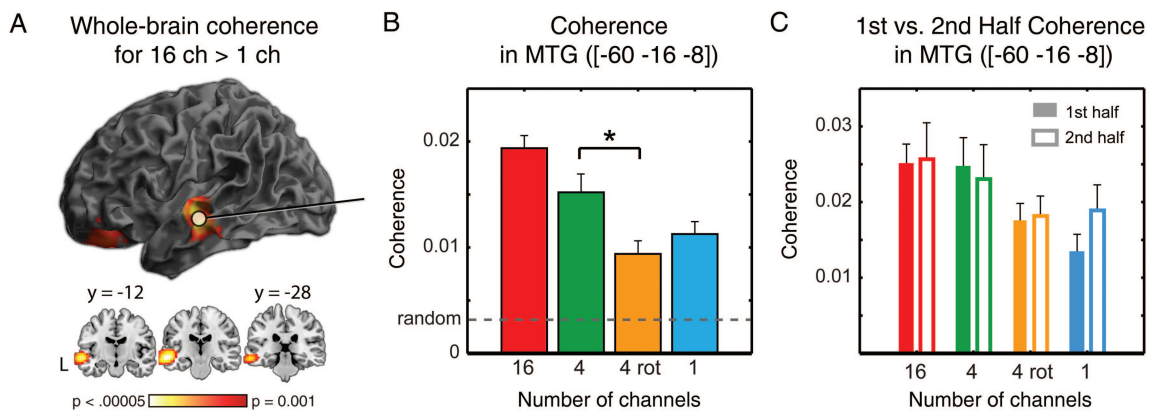 A
Whole-brain coherence
for 16 ch > 1 ch
y = -12
y = -28
L
p < .00005
p = 0.001
B
Coherence
in MTG ([-60 -16 -8])
Coherence
0.02
0.01
random
0
*
16
4
4 rot
1
Number of channels
C
1st vs. 2nd Half Coherence
in MTG ([-60 -16 -8])
Coherence
0.03
0.02
0.01
1st half
2nd half
16
4
4 rot
1
Number of channels